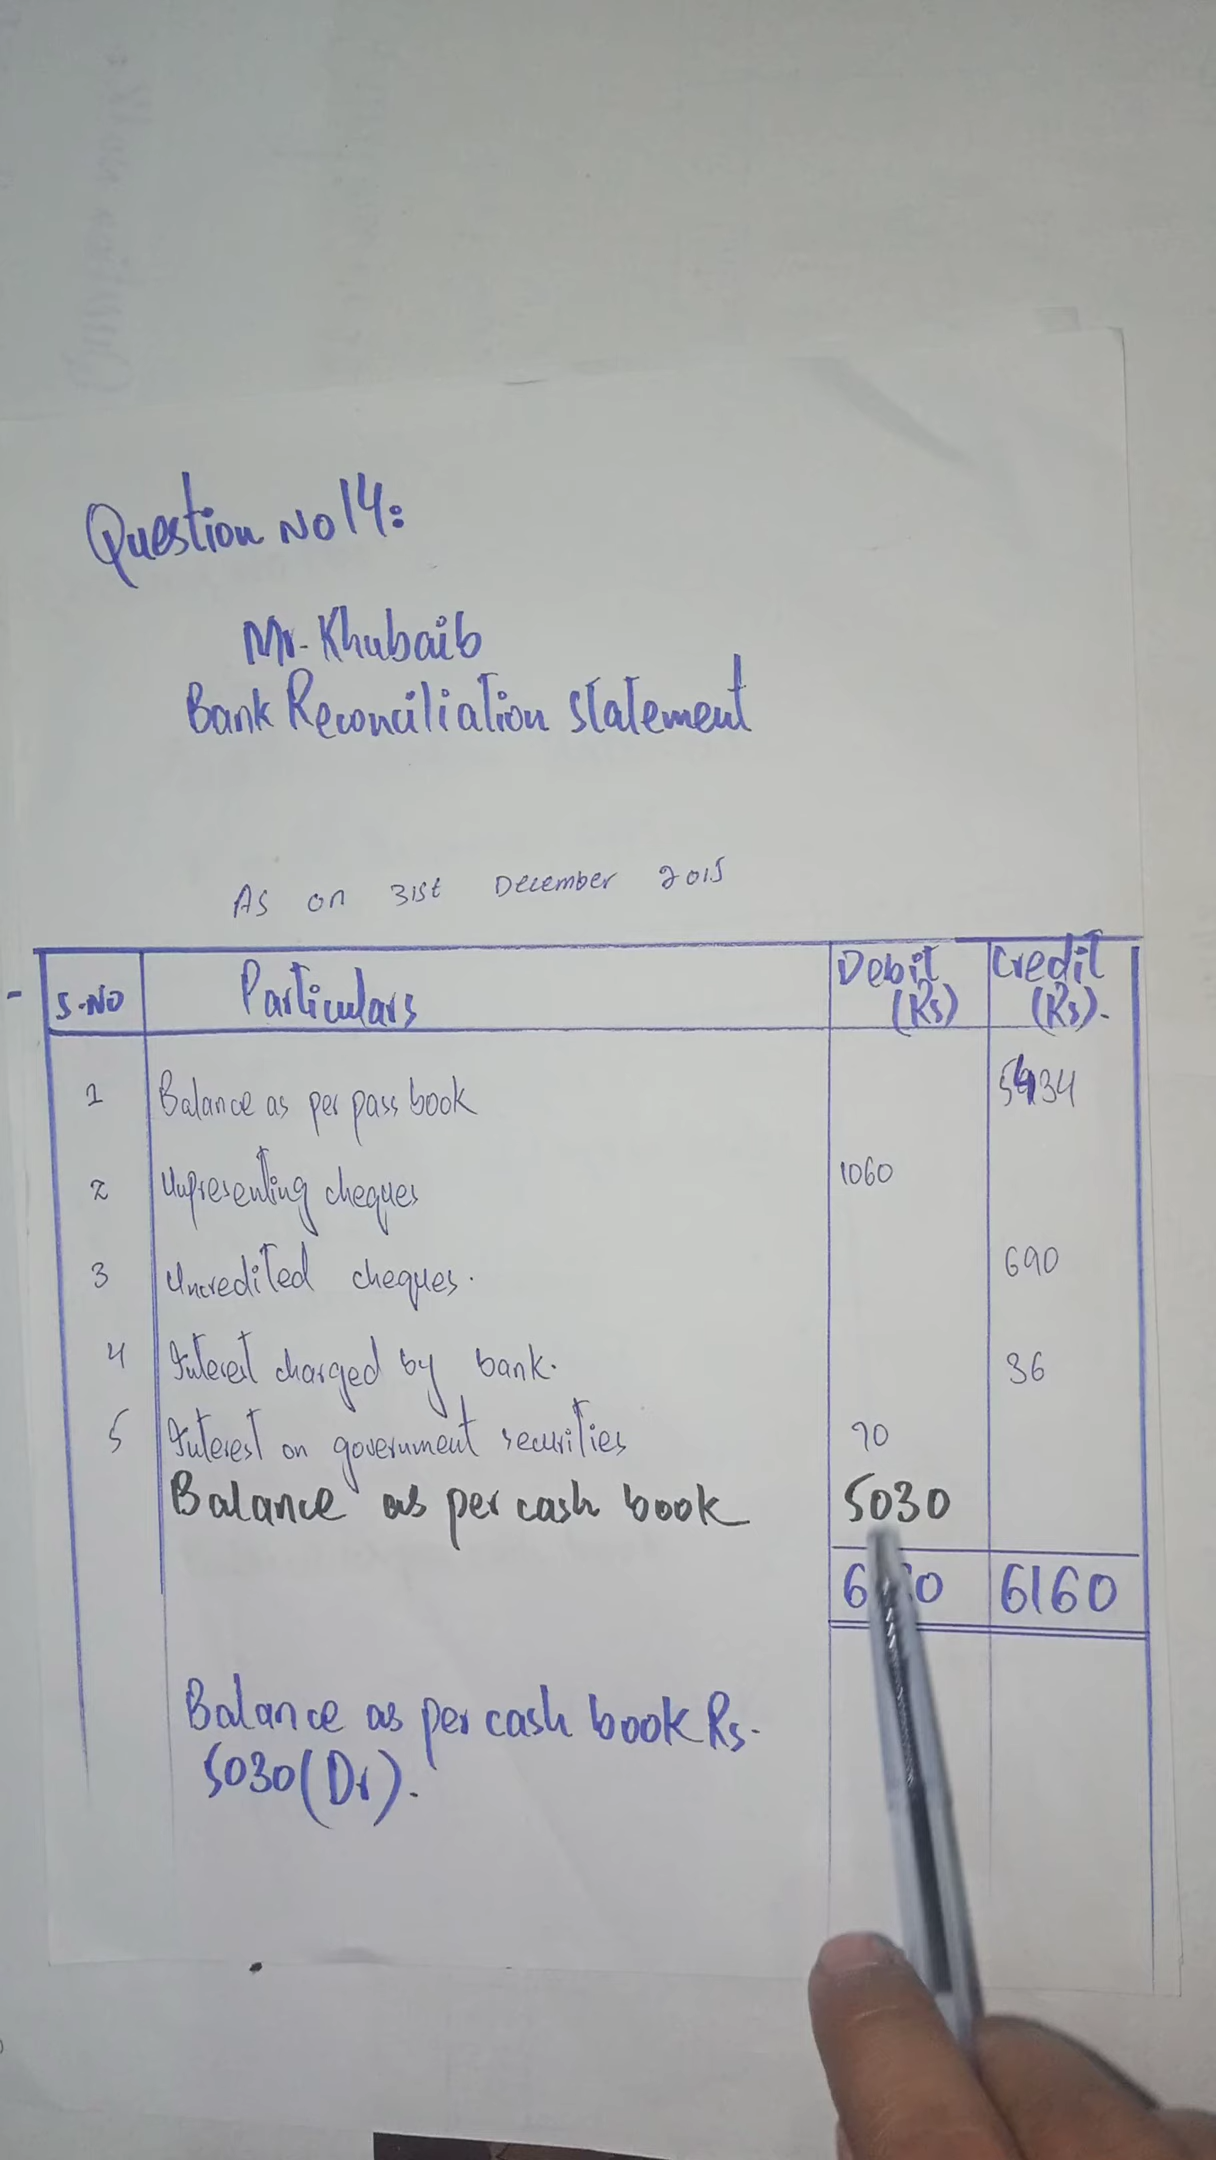 Question No 14:
Mr. Khubaib
Bank Reconciliation statement
As on 31st December 2015
S.NO Particulars Debit (Rs) Credit (Rs).
1 Balance as per pass book 5434
2 Unpresenting cheques 1060
3 Uncredited cheques. 690
4 Interest charged by bank. 36
5 Interest on government securities 70
Balance as per cash book 5030
6160
Balance as per cash book Rs.
5030 (Dr).